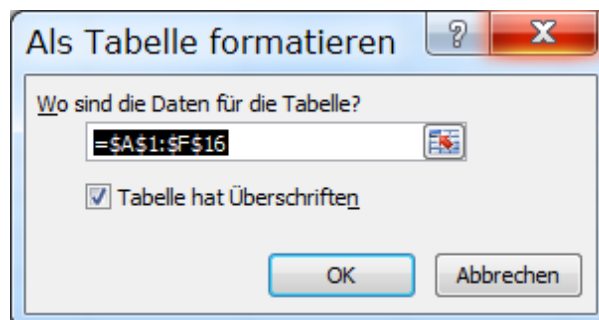 Als Tabelle formatieren ?
Wo sind die Daten für die Tabelle?
=$A$1:$F$16
Tabelle hat Überschriften
OK Abbrechen